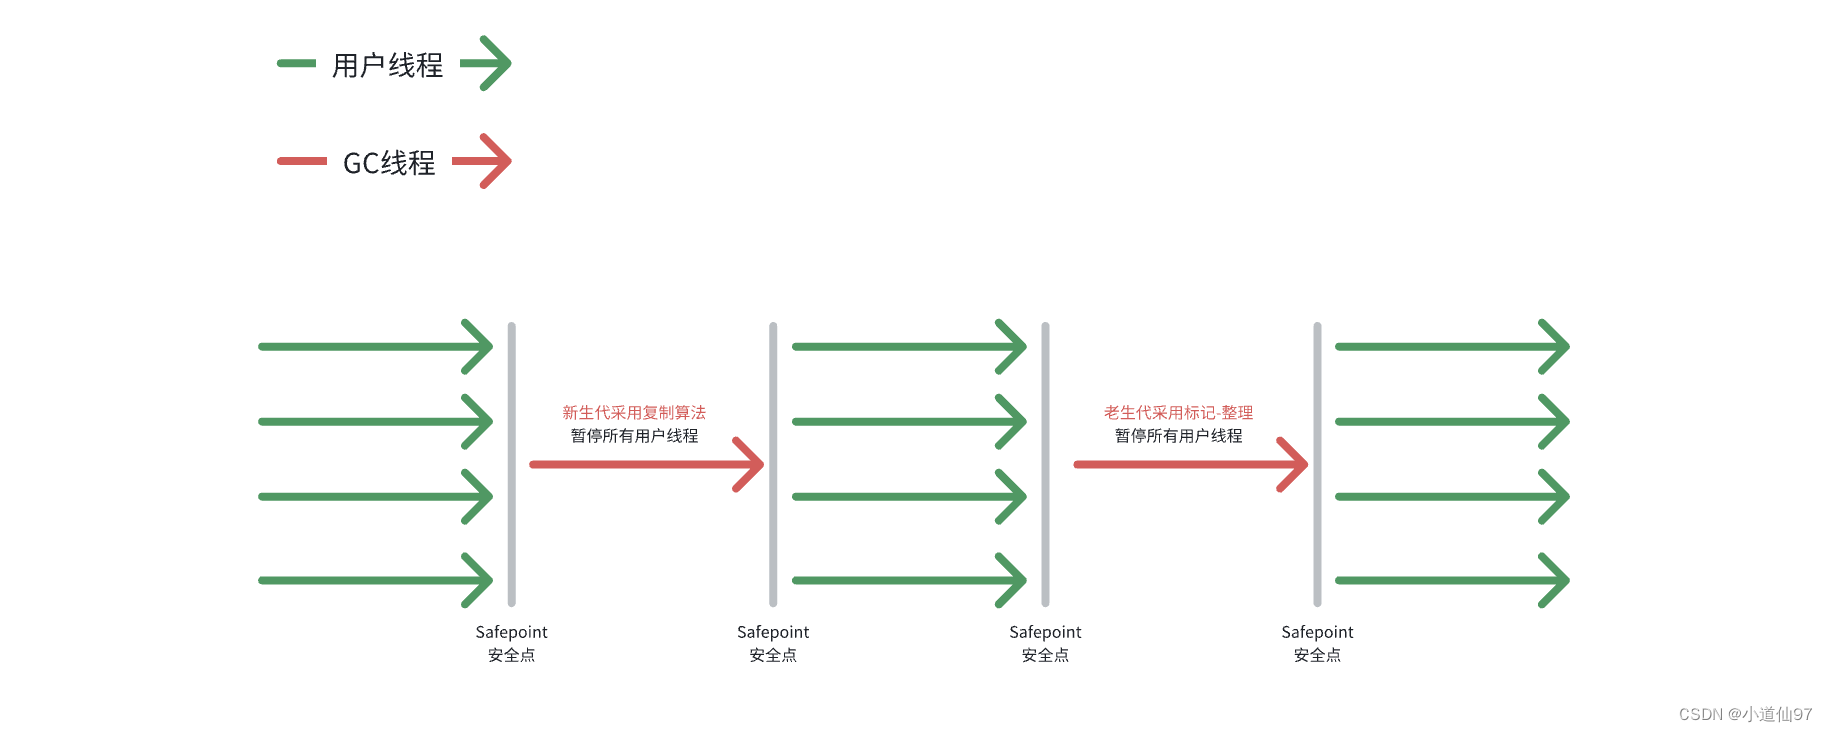 用户线程
GC线程
新生代采用复制算法
暂停所有用户线程
老生代采用标记-整理
暂停所有用户线程
Safepoint
安全点
Safepoint
安全点
Safepoint
安全点
Safepoint
安全点
CSDN @小道仙97